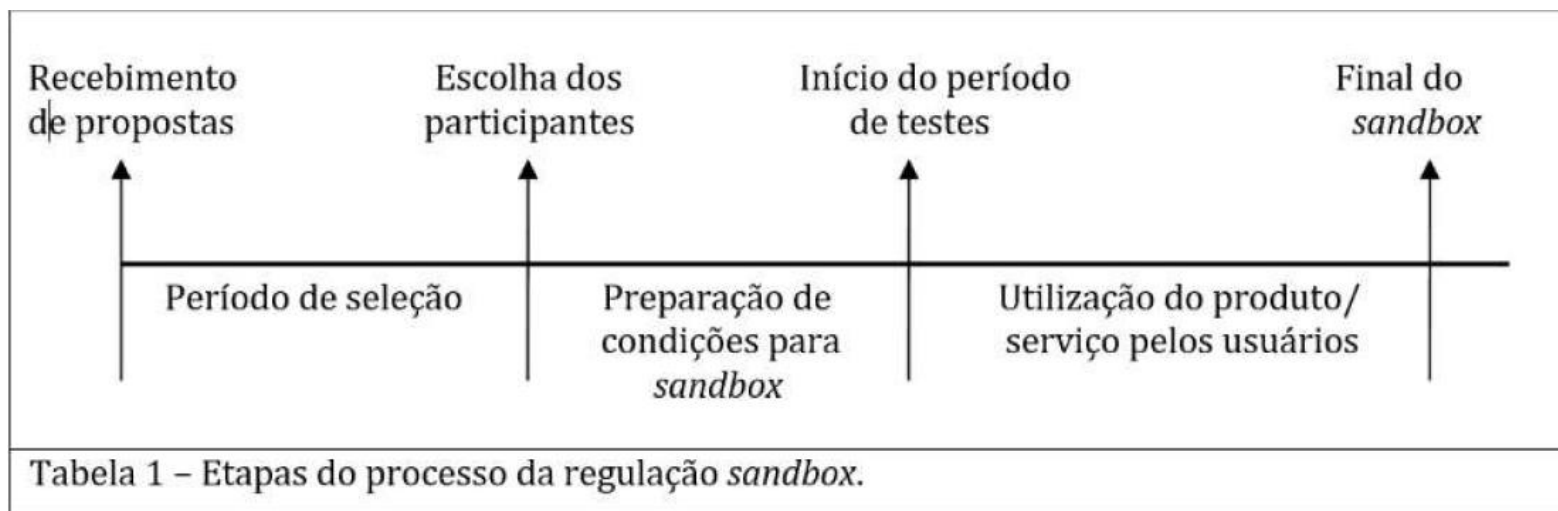 Recebimento
de propostas
Escolha dos
participantes
Início do período
de testes
Final do
sandbox
Período de seleção
Preparação de
condições para
sandbox
Utilização do produto/
serviço pelos usuários
Tabela 1 – Etapas do processo da regulação sandbox.